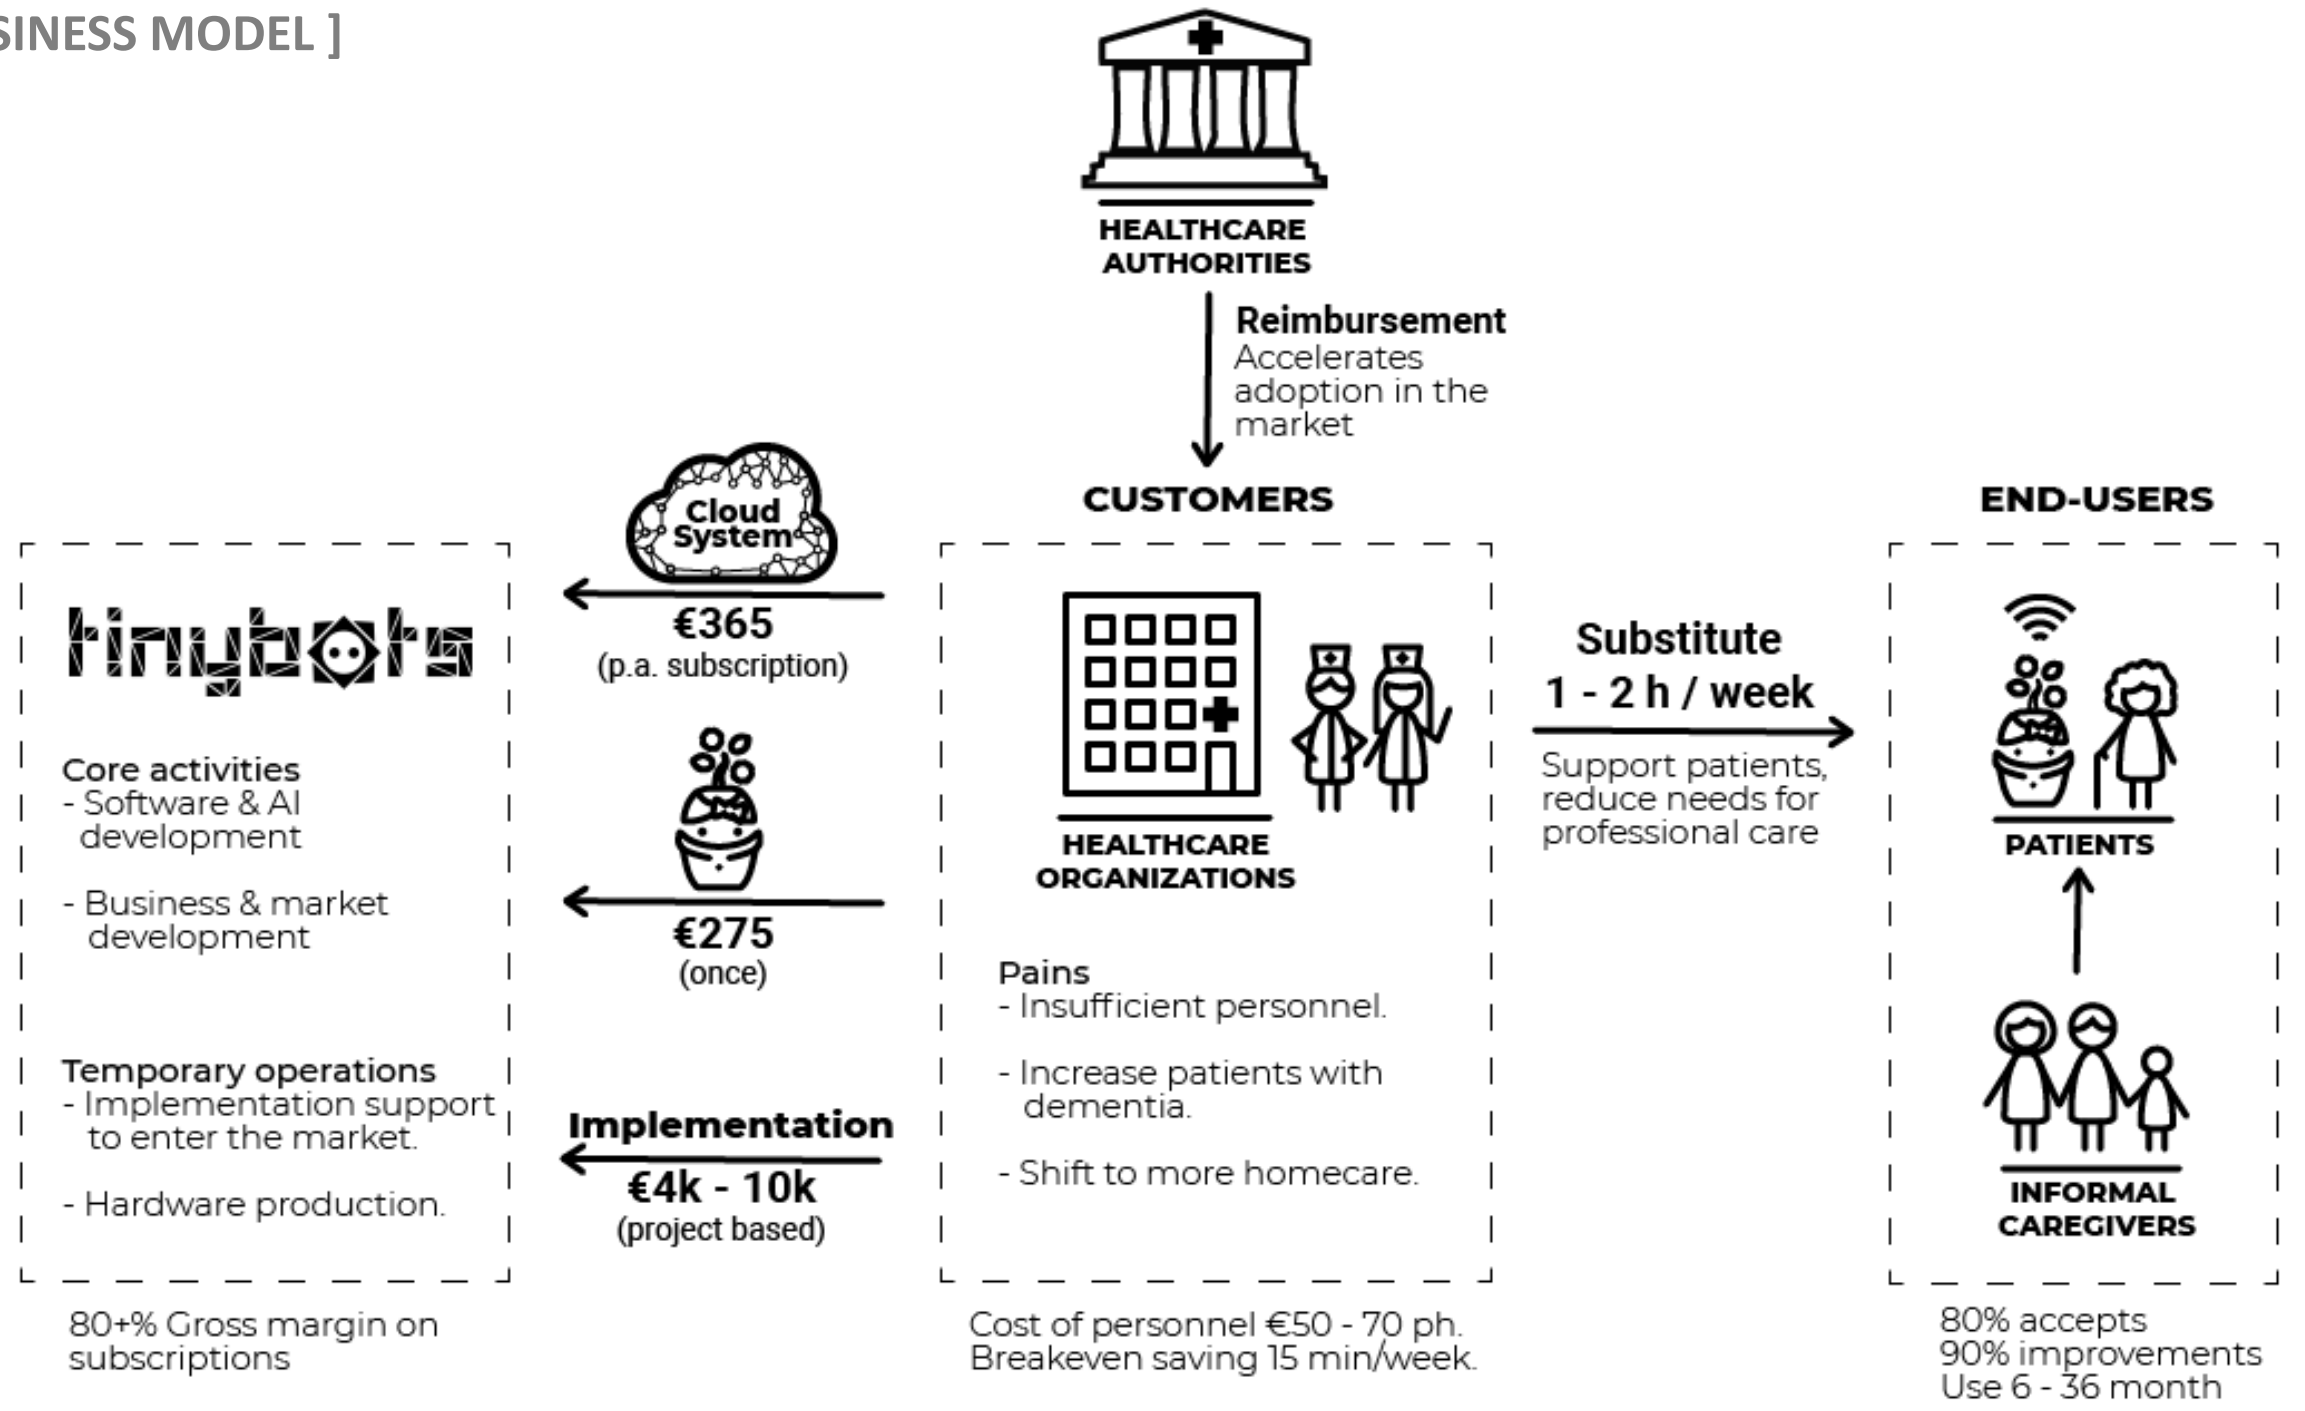 SINESS MODEL ]
HEALTHCARE
AUTHORITIES
Reimbursement
Accelerates
adoption in the
market
Cloud
System
€365
(p.a. subscription)
€275
(once)
Implementation
€4k - 10k
(project based)
tinybots
Core activities
- Software & AI
development
- Business & market
development
Temporary operations
- Implementation support
to enter the market.
- Hardware production.
80+% Gross margin on
subscriptions
CUSTOMERS
HEALTHCARE
ORGANIZATIONS
Pains
- Insufficient personnel.
- Increase patients with
dementia.
- Shift to more homecare.
Cost of personnel €50 - 70 ph.
Breakeven saving 15 min/week.
Substitute
1 - 2 h / week
Support patients,
reduce needs for
professional care
END-USERS
PATIENTS
INFORMAL
CAREGIVERS
80% accepts
90% improvements
Use 6 - 36 month